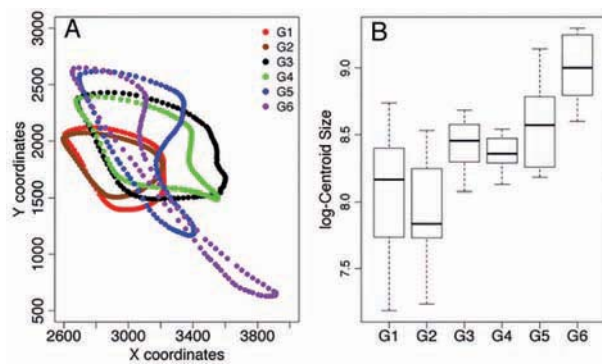 A
B
G1
G2
G3
G4
G5
G6
Y coordinates
500
1000
1500
2000
2500
3000
2600
3000
3400
3800
X coordinates
log-Centroid Size
7.5
8.0
8.5
9.0
G1 G2 G3 G4 G5 G6